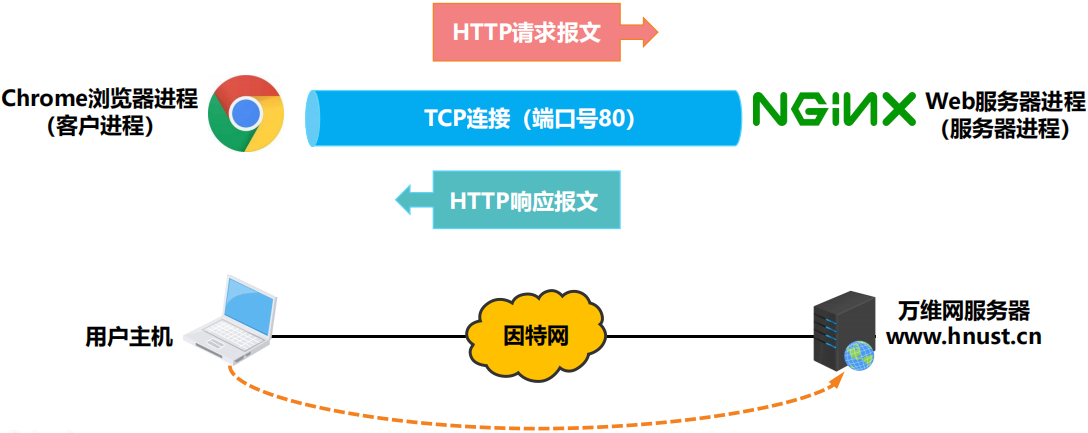 HTTP请求报文
Chrome浏览器进程
（客户进程）
TCP连接（端口号80）
NGiNX
Web服务器进程
（服务器进程）
HTTP响应报文
用户主机
因特网
万维网服务器
www.hnust.cn